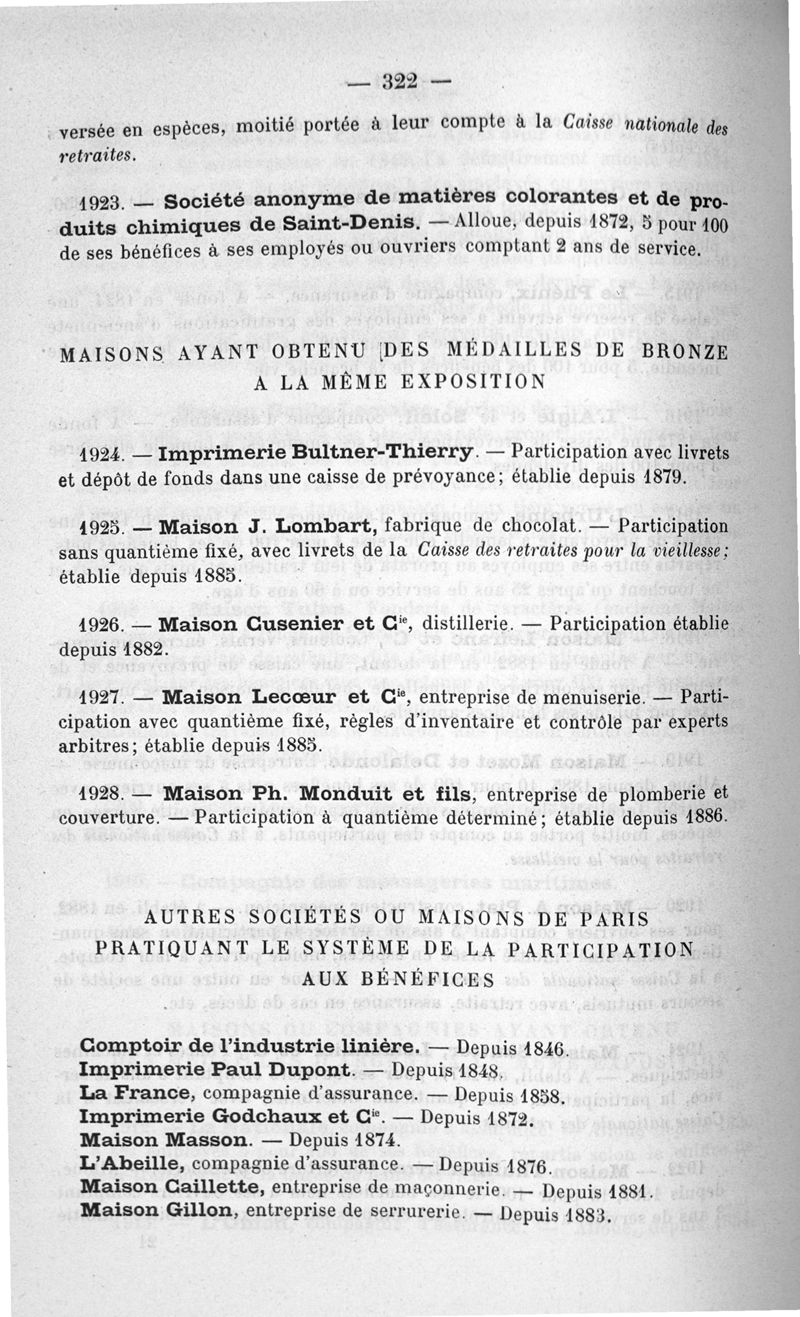 — 322 —
versée en espèces, moitié portée à leur compte à la Caisse nationale des
retraites.
1923. — Société anonyme de matières colorantes et de pro-
duits chimiques de Saint-Denis. — Alloue, depuis 1872, 5 pour 100
de ses bénéfices à ses employés ou ouvriers comptant 2 ans de service.
MAISONS AYANT OBTENU [DES MÉDAILLES DE BRONZE
A LA MÊME EXPOSITION
1924. — Imprimerie Bultner-Thierry. — Participation avec livrets
et dépôt de fonds dans une caisse de prévoyance; établie depuis 1879.
1925. — Maison J. Lombart, fabrique de chocolat. — Participation
sans quantième fixé, avec livrets de la Caisse des retraites pour la vieillesse;
établie depuis 1885.
1926. — Maison Cusenier et Cie, distillerie. — Participation établie
depuis 1882.
1927. — Maison Lecœur et Cie, entreprise de menuiserie. — Parti-
cipation avec quantième fixé, règles d'inventaire et contrôle par experts
arbitres; établie depuis 1885.
1928. — Maison Ph. Monduit et fils, entreprise de plomberie et
couverture. — Participation à quantième déterminé; établie depuis 1886.
AUTRES SOCIÉTÉS OU MAISONS DE PARIS
PRATIQUANT LE SYSTÈME DE LA PARTICIPATION
AUX BÉNÉFICES
Comptoir de l'industrie linière. — Depuis 1846.
Imprimerie Paul Dupont. — Depuis 1848.
La France, compagnie d'assurance. — Depuis 1858.
Imprimerie Godchaux et Cie. — Depuis 1872.
Maison Masson. — Depuis 1874.
L'Abeille, compagnie d'assurance. — Depuis 1876.
Maison Caillette, entreprise de maçonnerie. — Depuis 1881.
Maison Gillon, entreprise de serrurerie. — Depuis 1883.